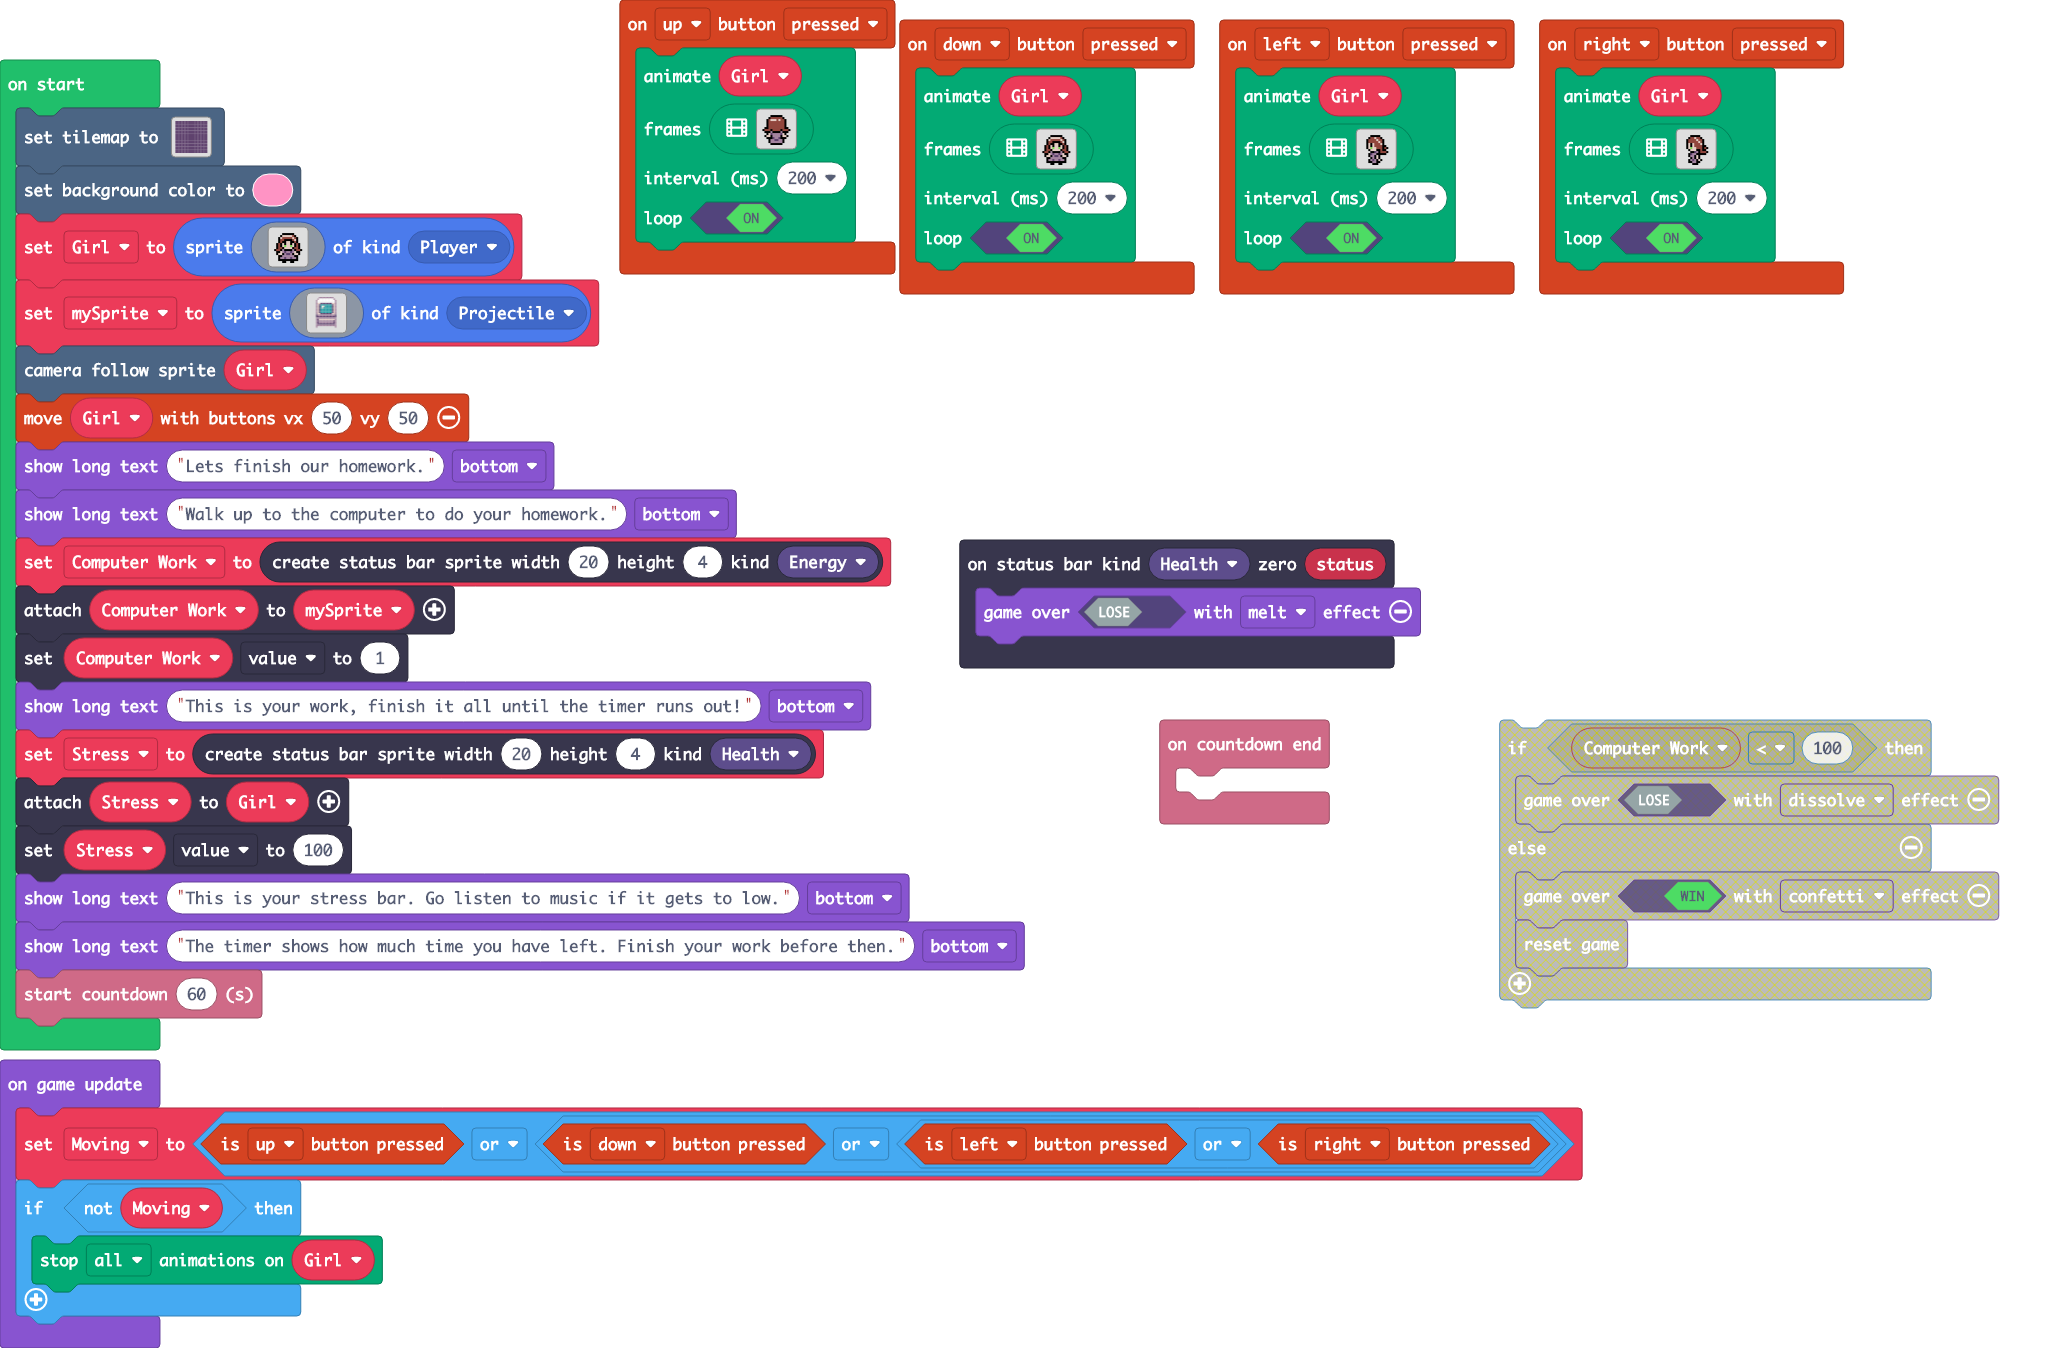 on start
set tilemap to
set background color to
set Girl to sprite of kind Player
set mySprite to sprite of kind Projectile
camera follow sprite Girl
move Girl with buttons vx 50 vy 50
show long text "Lets finish our homework." bottom
show long text "Walk up to the computer to do your homework." bottom
set Computer Work to create status bar sprite width 20 height 4 kind Energy
attach Computer Work to mySprite
set Computer Work value to 1
show long text "This is your work, finish it all until the timer runs out!" bottom
set Stress to create status bar sprite width 20 height 4 kind Health
attach Stress to Girl
set Stress value to 100
show long text "This is your stress bar. Go listen to music if it gets to low." bottom
show long text "The timer shows how much time you have left. Finish your work before then." bottom
start countdown 60 (s)
on up button pressed
animate Girl
frames
interval (ms) 200
loop ON
on down button pressed
animate Girl
frames
interval (ms) 200
loop ON
on left button pressed
animate Girl
frames
interval (ms) 200
loop ON
on right button pressed
animate Girl
frames
interval (ms) 200
loop ON
on status bar kind Health zero status
game over LOSE with melt effect
on countdown end
if Computer Work < 100 then
game over LOSE with dissolve effect
else
game over WIN with confetti effect
reset game
on game update
set Moving to is up button pressed or is down button pressed or is left button pressed or is right button pressed
if not Moving then
stop all animations on Girl